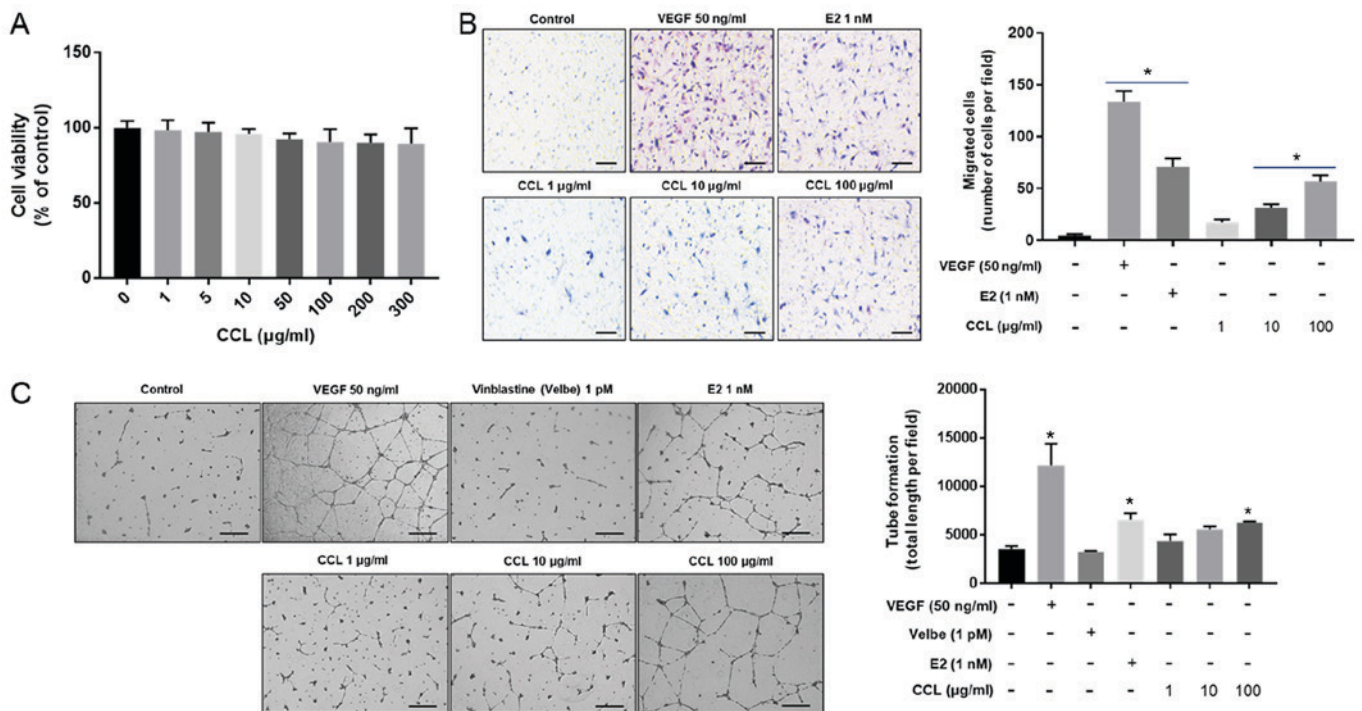 A
150
100
50
0
Cell viability
(% of control)
0 1 5 10 50 100 200 300
CCL (µg/ml)
B
Control VEGF 50 ng/ml E2 1 nM
CCL 1 µg/ml CCL 10 µg/ml CCL 100 µg/ml
200
150
100
50
0
Migrated cells
(number of cells per field)
*
*
VEGF (50 ng/ml) - + - - - -
E2 (1 nM) - - + - - -
CCL (µg/ml) - - - 1 10 100
C
Control VEGF 50 ng/ml Vinblastine (Velbe) 1 pM E2 1 nM
CCL 1 µg/ml CCL 10 µg/ml CCL 100 µg/ml
20000
15000
10000
5000
0
Tube formation
(total length per field)
* * *
VEGF (50 ng/ml) - + - - - - -
Velbe (1 pM) - - + - - - -
E2 (1 nM) - - - + - - -
CCL (µg/ml) - - - - 1 10 100